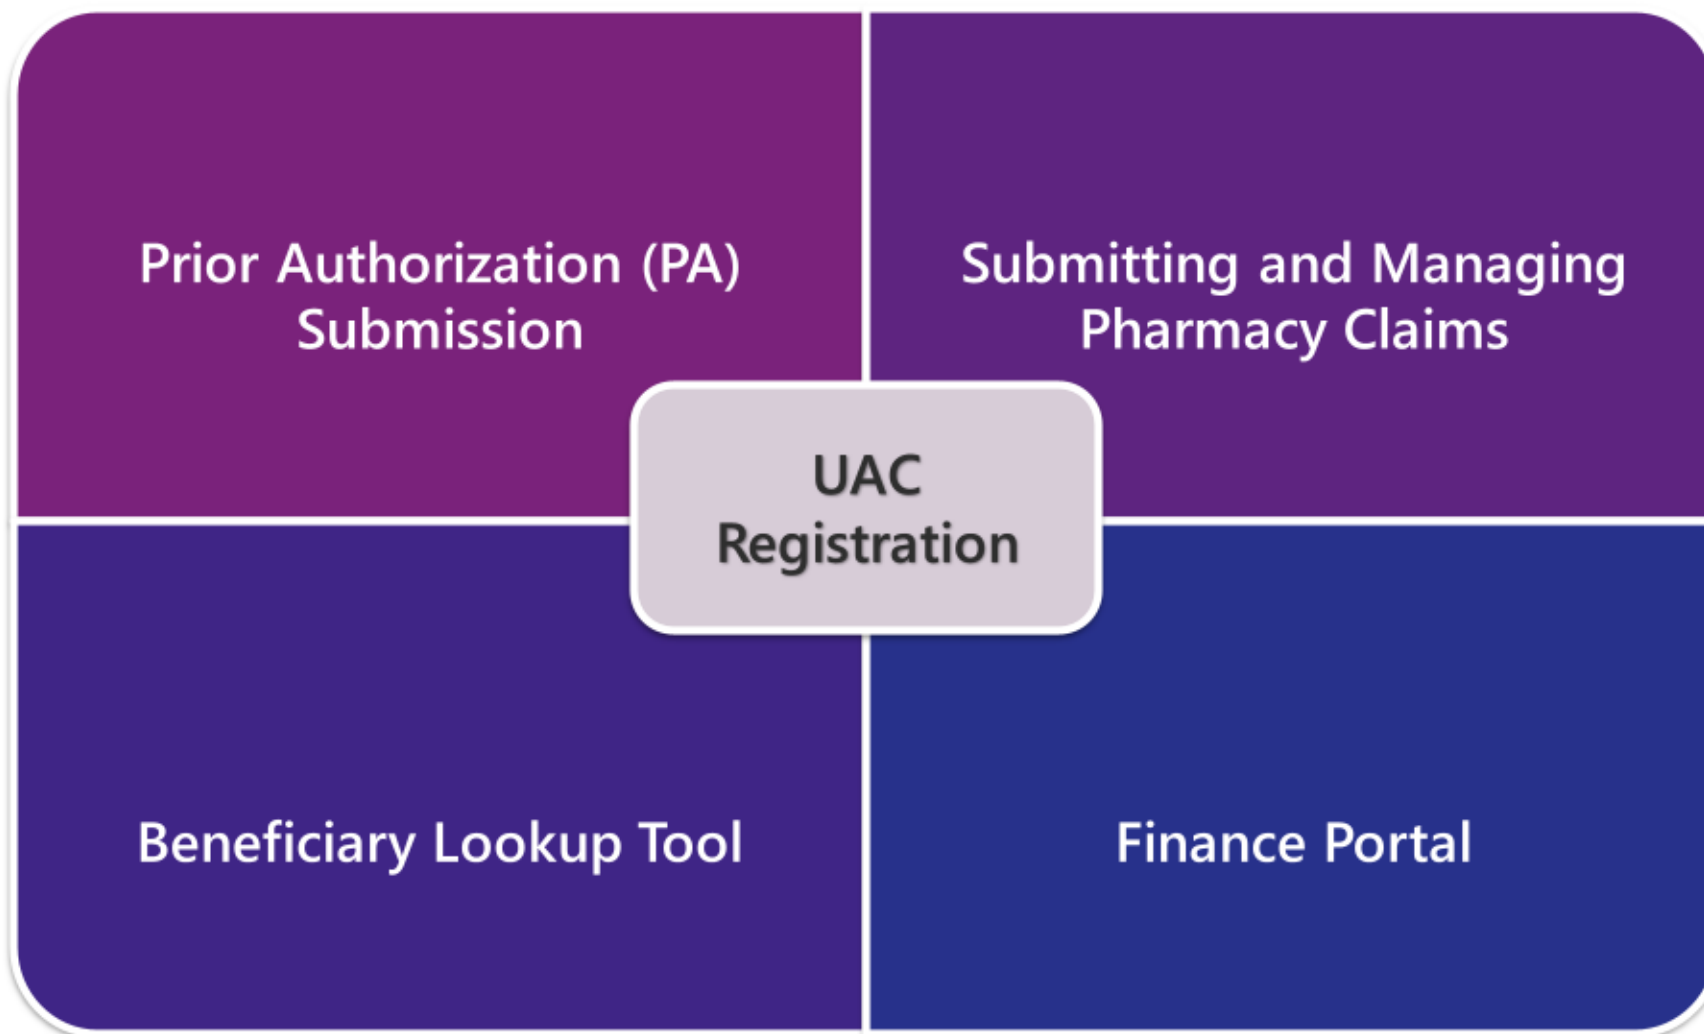 Prior Authorization (PA)
Submission
Submitting and Managing
Pharmacy Claims
UAC
Registration
Beneficiary Lookup Tool
Finance Portal